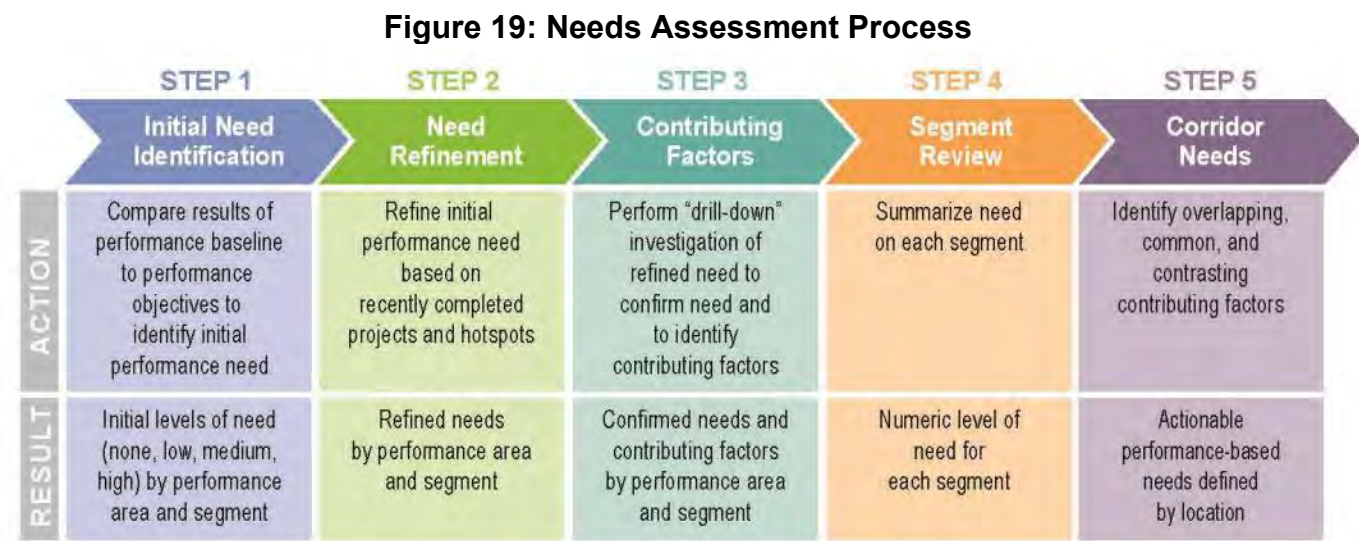 Figure 19: Needs Assessment Process
STEP 1
STEP 2
STEP 3
STEP 4
STEP 5
Initial Need
Identification
Need
Refinement
Contributing
Factors
Segment
Review
Corridor
Needs
ACTION
Compare results of
performance baseline
to performance
objectives to
identify initial
performance need
Refine initial
performance need
based on
recently completed
projects and hotspots
Perform "drill-down"
investigation of
refined need to
confirm need and
to identify
contributing factors
Summarize need
on each segment
Identify overlapping,
common, and
contrasting
contributing factors
RESULT
Initial levels of need
(none, low, medium,
high) by performance
area and segment
Refined needs
by performance area
and segment
Confirmed needs and
contributing factors
by performance area
and segment
Numeric level of
need for
each segment
Actionable
performance-based
needs defined
by location